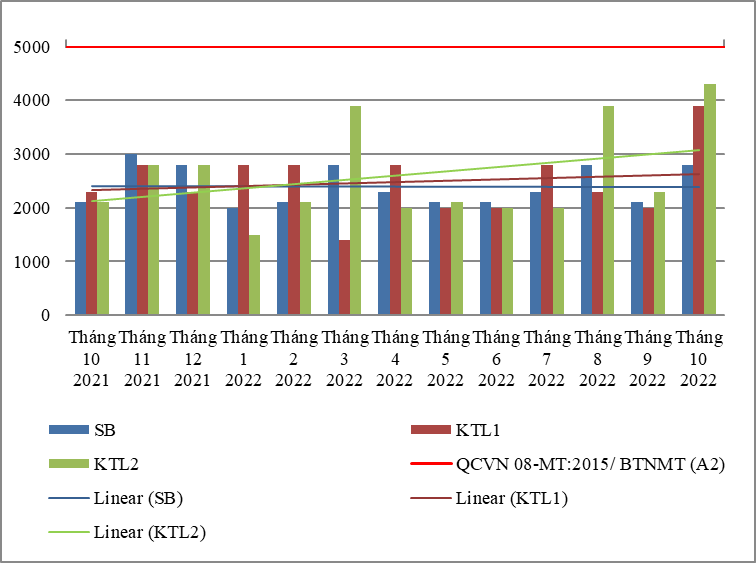 5000
4000
3000
2000
1000
0
Tháng 10 2021
Tháng 11 2021
Tháng 12 2021
Tháng 1 2022
Tháng 2 2022
Tháng 3 2022
Tháng 4 2022
Tháng 5 2022
Tháng 6 2022
Tháng 7 2022
Tháng 8 2022
Tháng 9 2022
Tháng 10 2022
SB
KTL1
KTL2
QCVN 08-MT:2015/ BTNMT (A2)
Linear (SB)
Linear (KTL1)
Linear (KTL2)